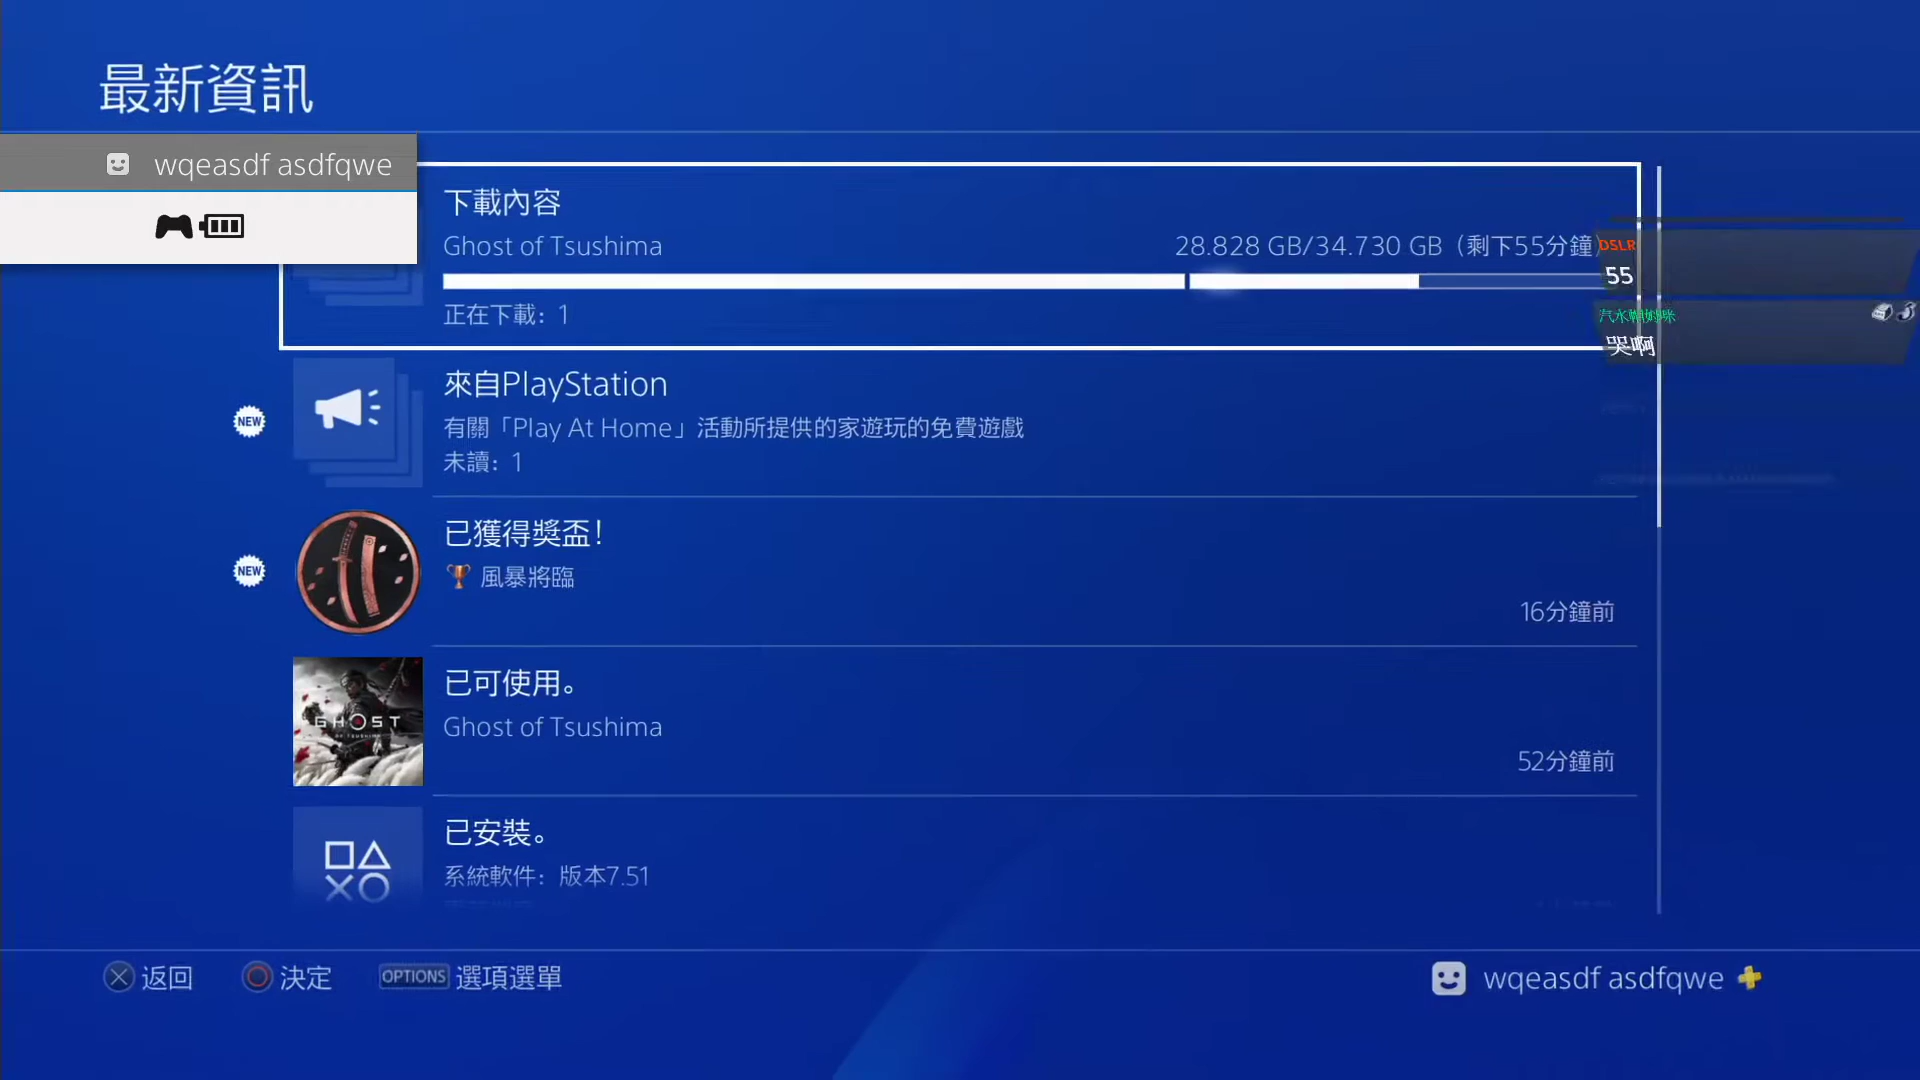 最新資訊
wqeasdf asdfqwe
下載內容
Ghost of Tsushima
28.828 GB/34.730 GB（剩下55分鐘）
正在下載：1
DSLR
55
哭啊
NEW
來自PlayStation
有關「Play At Home」活動所提供的家遊玩的免費遊戲
未讀：1
NEW
已獲得獎盃！
風暴將臨
16分鐘前
GHOST
OF TSUSHIMA
已可使用。
Ghost of Tsushima
52分鐘前
已安裝。
系統軟件：版本7.51
返回
決定
OPTIONS 選項選單
wqeasdf asdfqwe